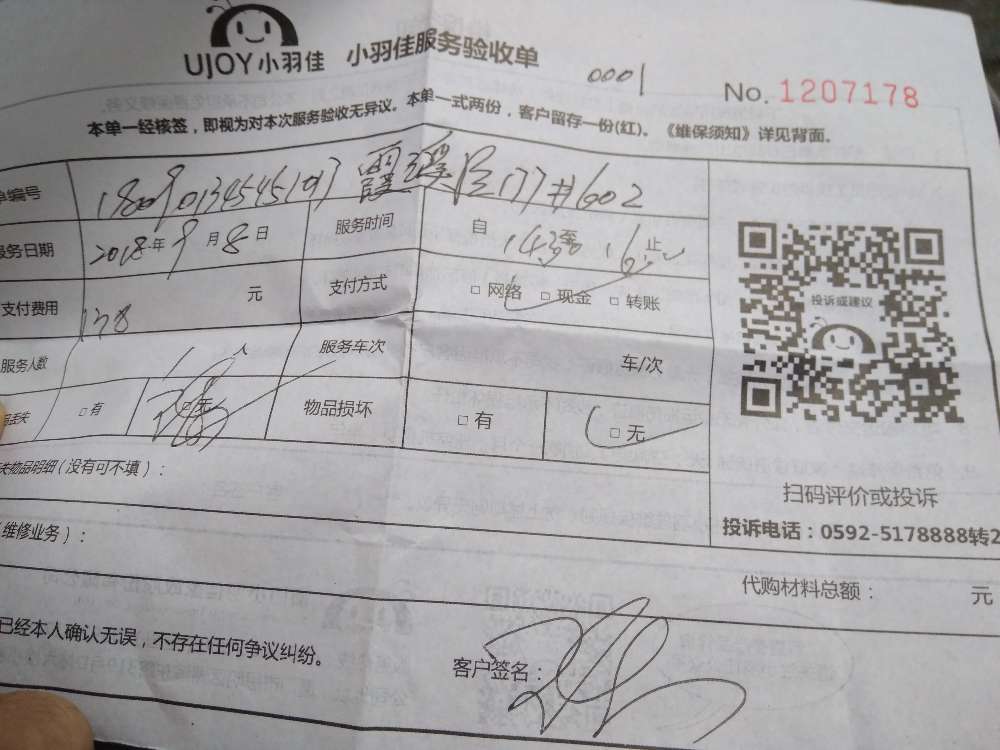 UJOY小羽佳 小羽佳服务验收单
0001
No. 1207178
本单一经核签，即视为对本次服务验收无异议。本单一式两份，客户留存一份(红)。《维保须知》详见背面。
单编号 177#602
服务日期 2018年9月8日 服务时间 自 至 16 止
支付费用 138 元 支付方式 □ 网络 □ 现金 □ 转账
服务人数 1 人 服务车次 车/次
丢失 □ 有 □ 无 物品损坏 □ 有 □ 无
失物品明细(没有可不填)：
投诉或建议
扫码评价或投诉
投诉电话：0592-5178888转2
维修业务)：
代购材料总额： 元
已经本人确认无误，不存在任何争议纠纷。
客户签名：